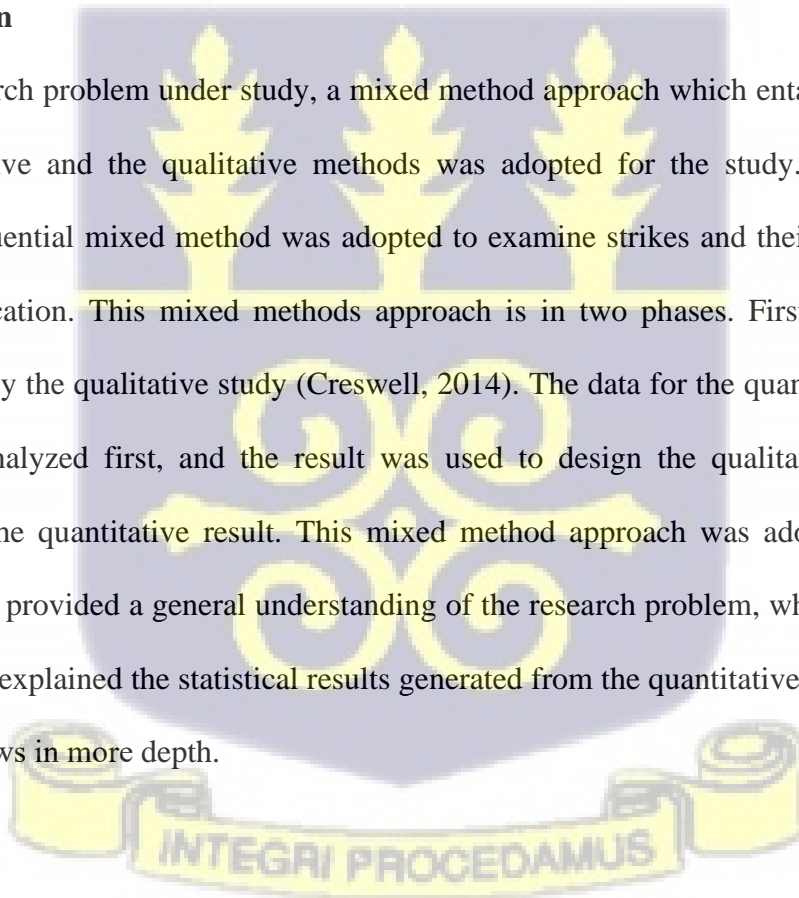 n
rch problem under study, a mixed method approach which enta
ve and the qualitative methods was adopted for the study.
uential mixed method was adopted to examine strikes and thei
cation. This mixed methods approach is in two phases. First
y the qualitative study (Creswell, 2014). The data for the quan
nalyzed first, and the result was used to design the qualita
he quantitative result. This mixed method approach was ado
provided a general understanding of the research problem, wh
explained the statistical results generated from the quantitative
ws in more depth.
INTEGRI PROCEDAMUS